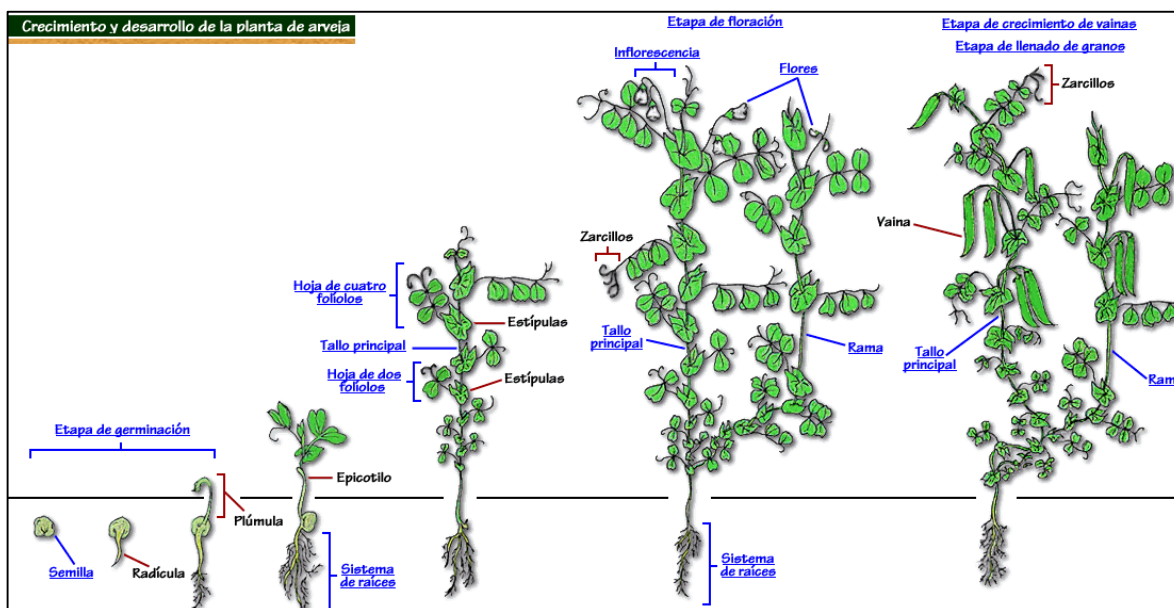 Crecimiento y desarrollo de la planta de arveja
Etapa de floración
Etapa de crecimiento de vainas
Etapa de llenado de granos
Inflorescencia
Flores
Zarcillos
Vaina
Zarcillos
Hoja de cuatro
folíolos
Estípulas
Tallo principal
Tallo
principal
Rama
Tallo
principal
Hoja de dos
folíolos
Estípulas
Ram
Etapa de germinación
Epicotilo
Plúmula
Semilla
Radícula
Sistema
de raíces
Sistema
de raíces